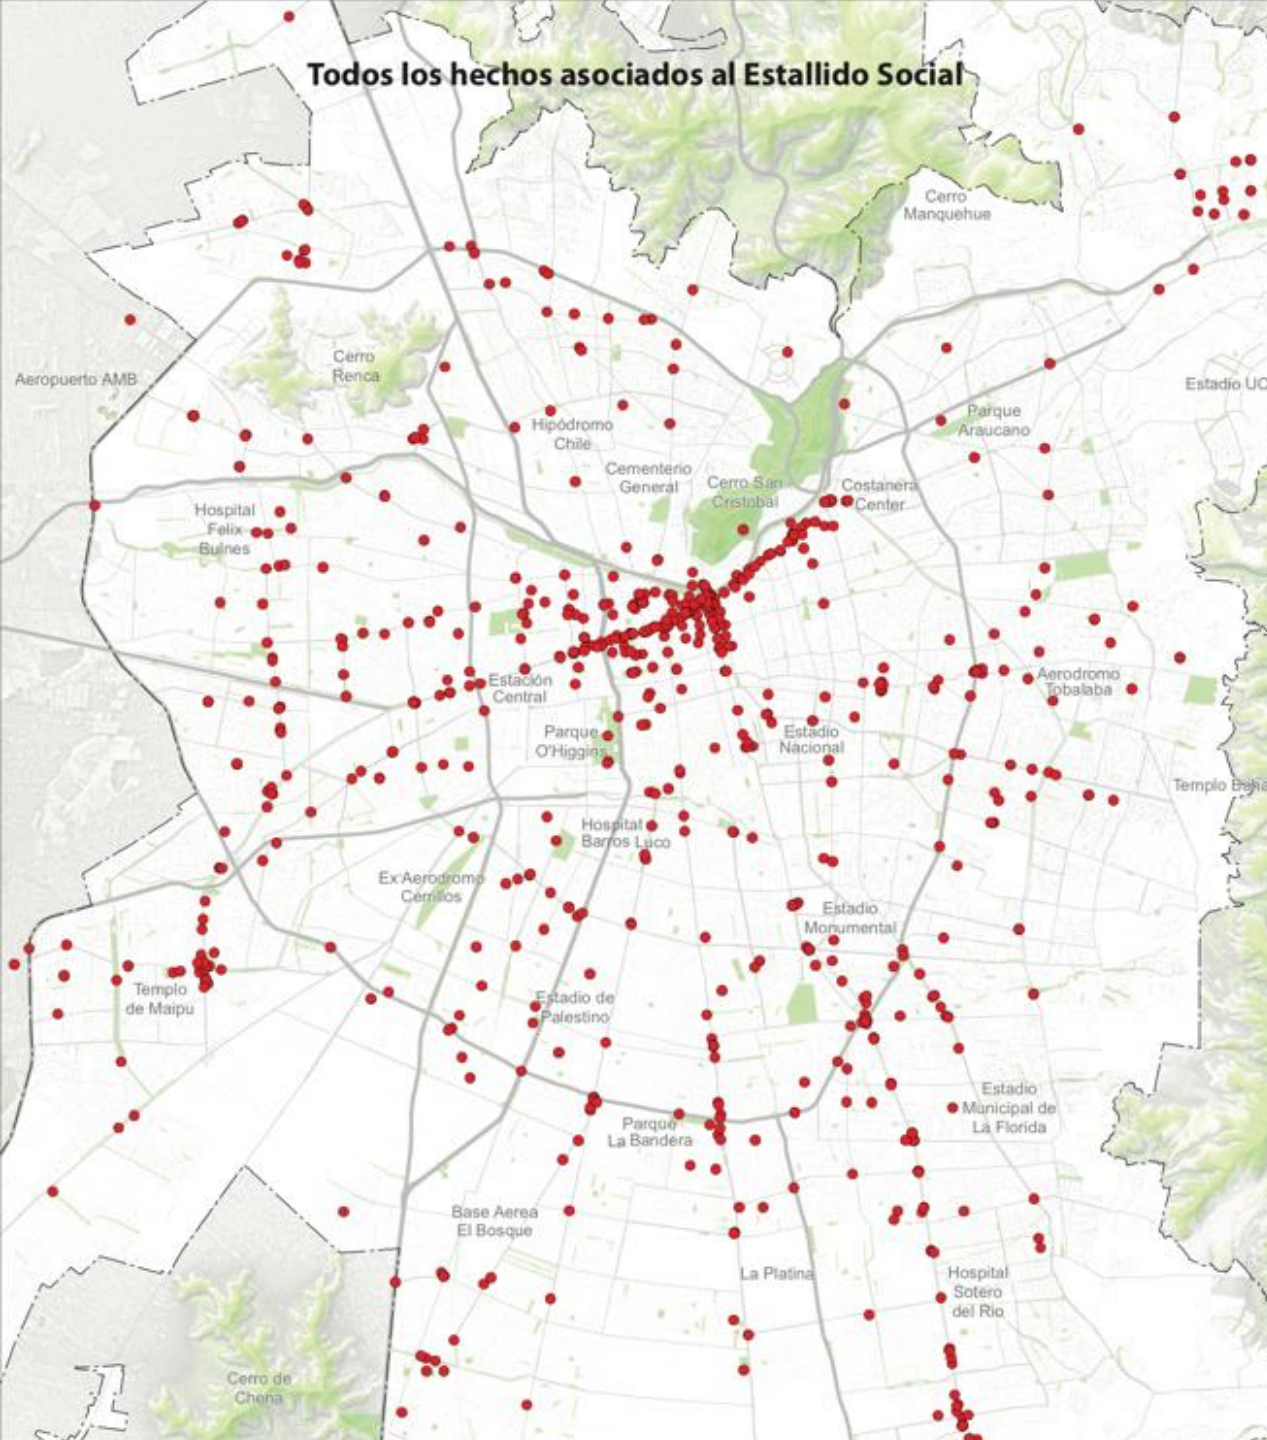 Todos los hechos asociados al Estallido Social
Cerro
Manquehue
Cerro
Renca
Aeropuerto AMB
Estadio UC
Parque
Araucano
Hipódromo
Chile
Cementerio
General
Cerro San
Cristobal
Costanera
Center
Hospital
Felix
Bulnes
Estación
Central
Aerodromo
Tobalaba
Parque
O'Higgins
Estadio
Nacional
Templo Baha
Hospital
Barros Luco
Ex Aerodromo
Cerrillos
Estadio
Monumental
Templo
de Maipu
Estadio de
Palestino
Estadio
Municipal de
La Florida
Parque
La Bandera
Base Aerea
El Bosque
La Platina
Hospital
Sotero
del Rio
Cerro de
Chena